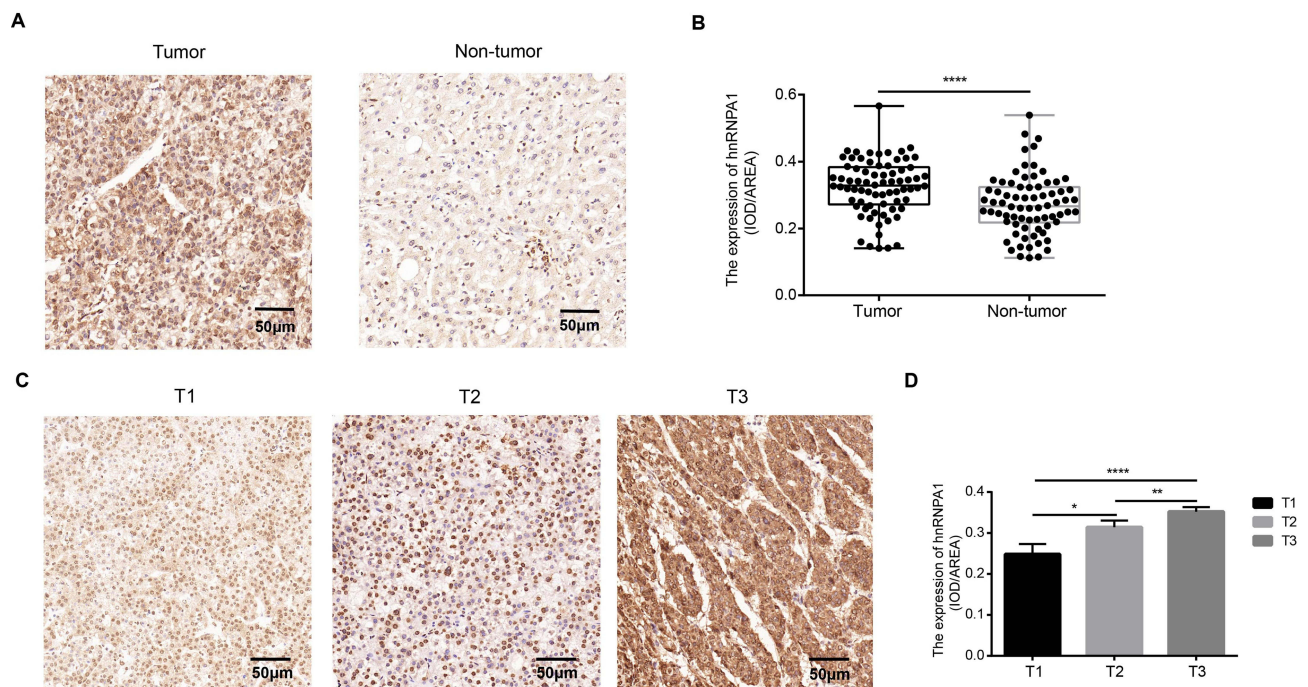 A
Tumor
Non-tumor
50μm
50μm
B
****
The expression of hnRNPA1
(IOD/AREA)
0.6
0.4
0.2
0.0
Tumor
Non-tumor
C
T1
T2
T3
50μm
50μm
50μm
D
****
**
*
The expression of hnRNPA1
(IOD/AREA)
0.4
0.3
0.2
0.1
0.0
T1
T2
T3
T1
T2
T3